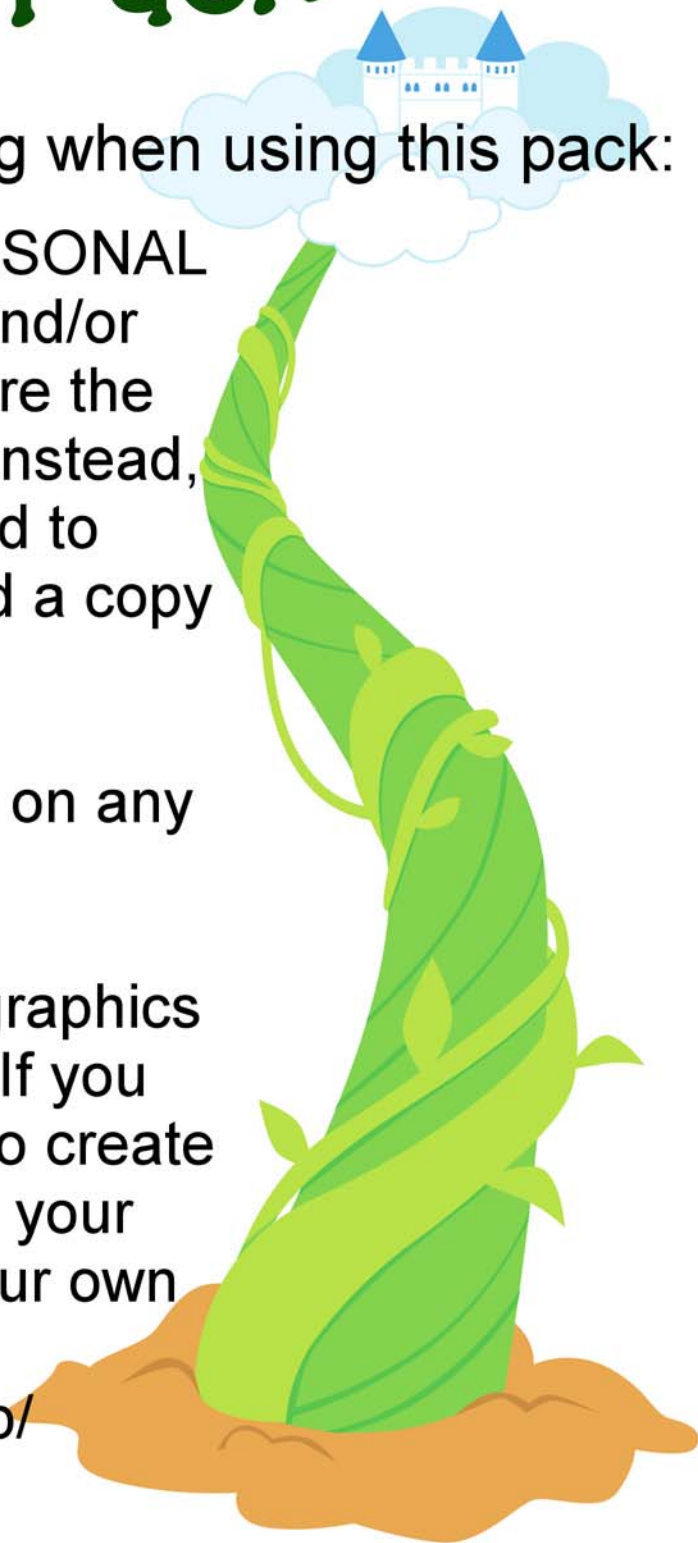 g when using this pack:
SONAL
nd/or
re the
nstead,
d to
d a copy
on any
graphics
If you
o create
your
ur own
o/